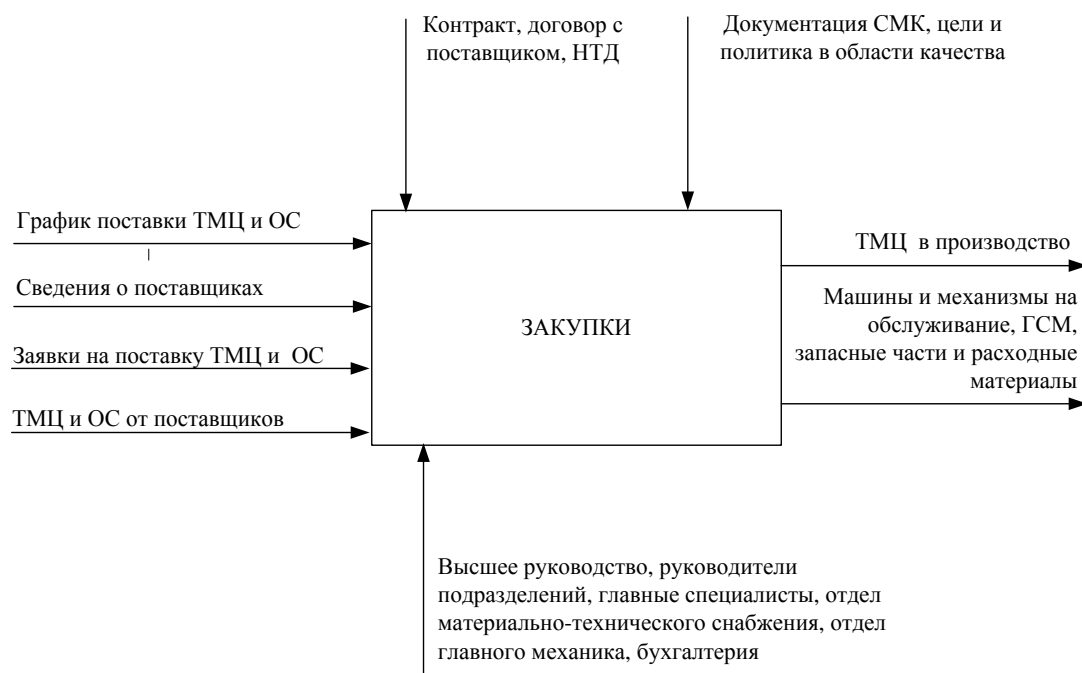 Контракт, договор с
поставщиком, НТД
Документация СМК, цели и
политика в области качества
График поставки ТМЦ и ОС
Сведения о поставщиках
Заявки на поставку ТМЦ и ОС
ТМЦ и ОС от поставщиков
ЗАКУПКИ
ТМЦ в производство
Машины и механизмы на
обслуживание, ГСМ,
запасные части и расходные
материалы
Высшее руководство, руководители
подразделений, главные специалисты, отдел
материально-технического снабжения, отдел
главного механика, бухгалтерия